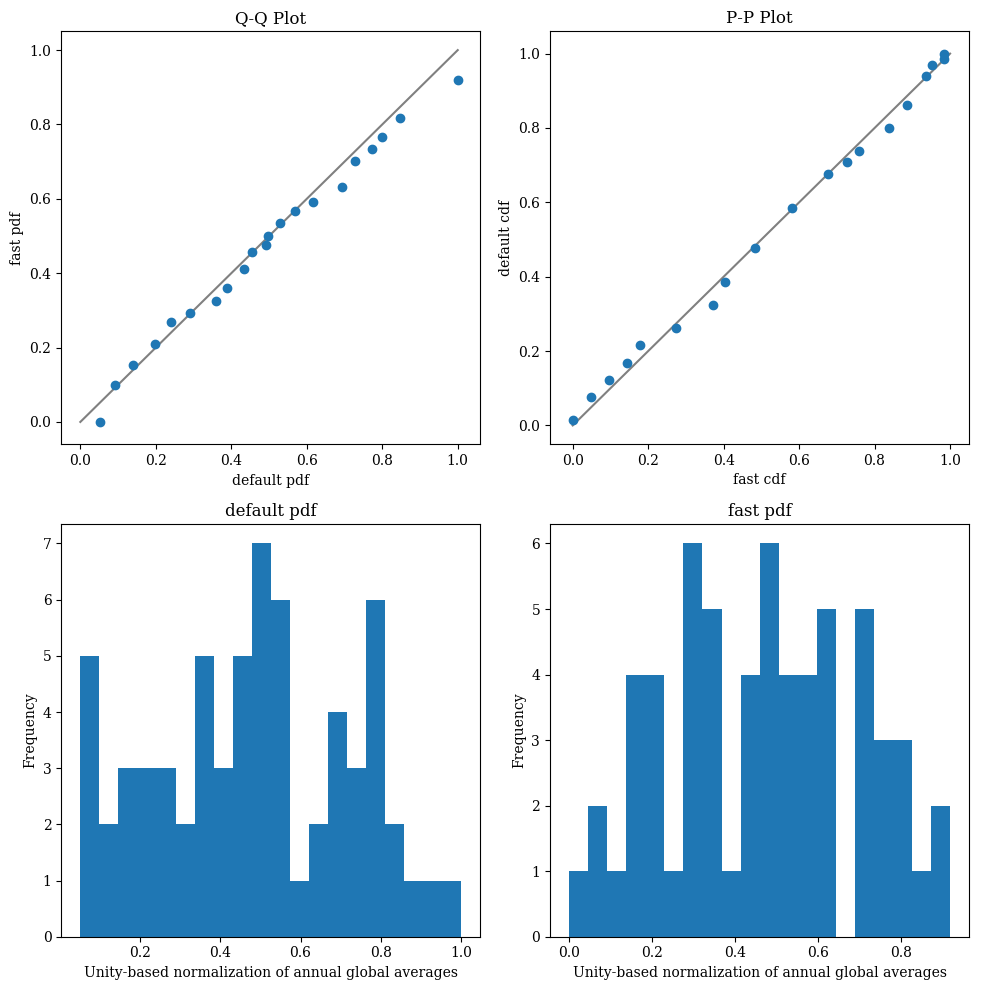 Q-Q Plot
1.0
0.8
0.6
0.4
0.2
0.0
fast pdf
0.0 0.2 0.4 0.6 0.8 1.0
default pdf
P-P Plot
1.0
0.8
0.6
0.4
0.2
0.0
default cdf
0.0 0.2 0.4 0.6 0.8 1.0
fast cdf
default pdf
7
6
5
4
3
2
1
0
Frequency
0.2 0.4 0.6 0.8 1.0
Unity-based normalization of annual global averages
fast pdf
6
5
4
3
2
1
0
Frequency
0.0 0.2 0.4 0.6 0.8
Unity-based normalization of annual global averages